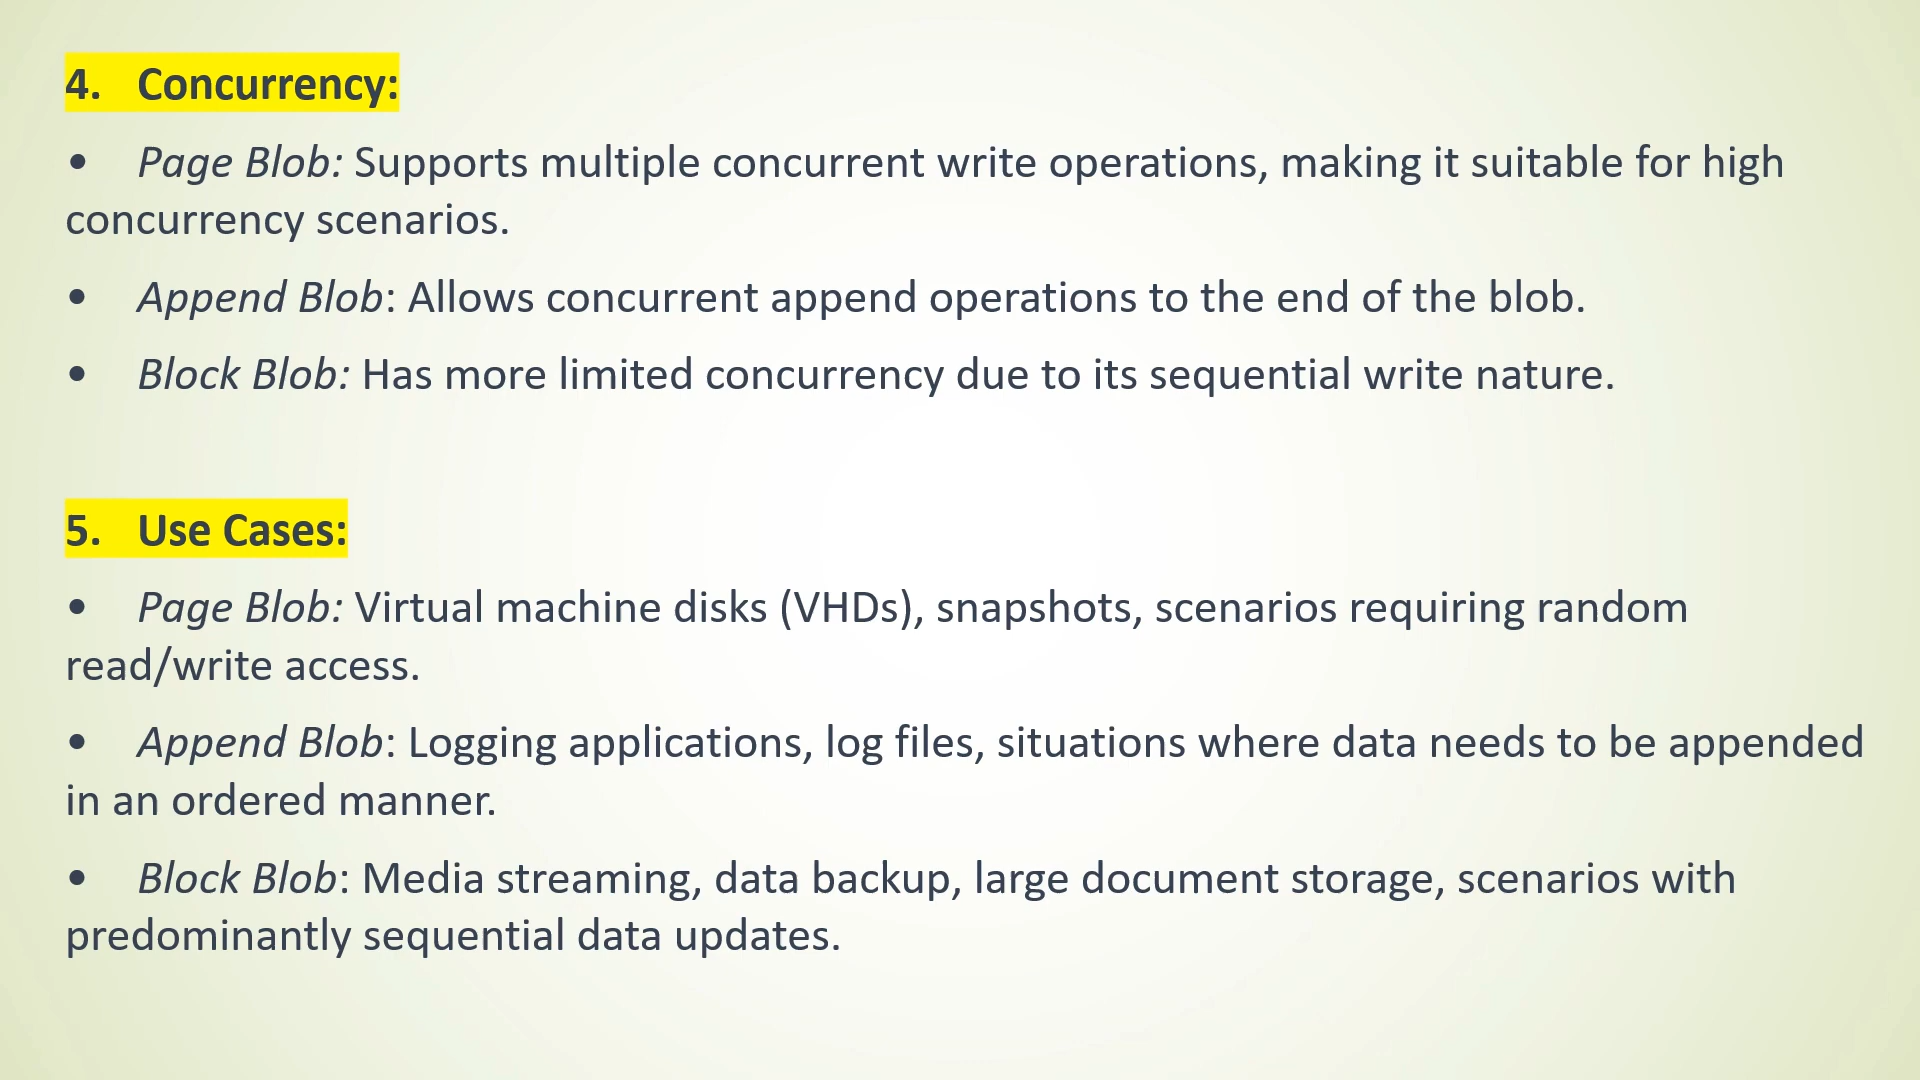 4. Concurrency:
• Page Blob: Supports multiple concurrent write operations, making it suitable for high
concurrency scenarios.
• Append Blob: Allows concurrent append operations to the end of the blob.
• Block Blob: Has more limited concurrency due to its sequential write nature.
5. Use Cases:
• Page Blob: Virtual machine disks (VHDs), snapshots, scenarios requiring random
read/write access.
• Append Blob: Logging applications, log files, situations where data needs to be appended
in an ordered manner.
• Block Blob: Media streaming, data backup, large document storage, scenarios with
predominantly sequential data updates.